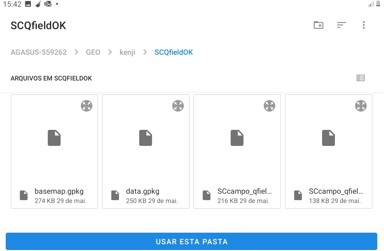 15:42
SCQfieldOK
AGASUS-559262 > GEO > kenji > SCQfieldOK
ARQUIVOS EM SCQFIELDOK
basemap.gpkg
274 KB 29 de mai.
data.gpkg
250 KB 29 de mai.
SCcampo_qfiel...
216 KB 29 de mai.
SCcampo_qfiel...
138 KB 29 de mai.
USAR ESTA PASTA